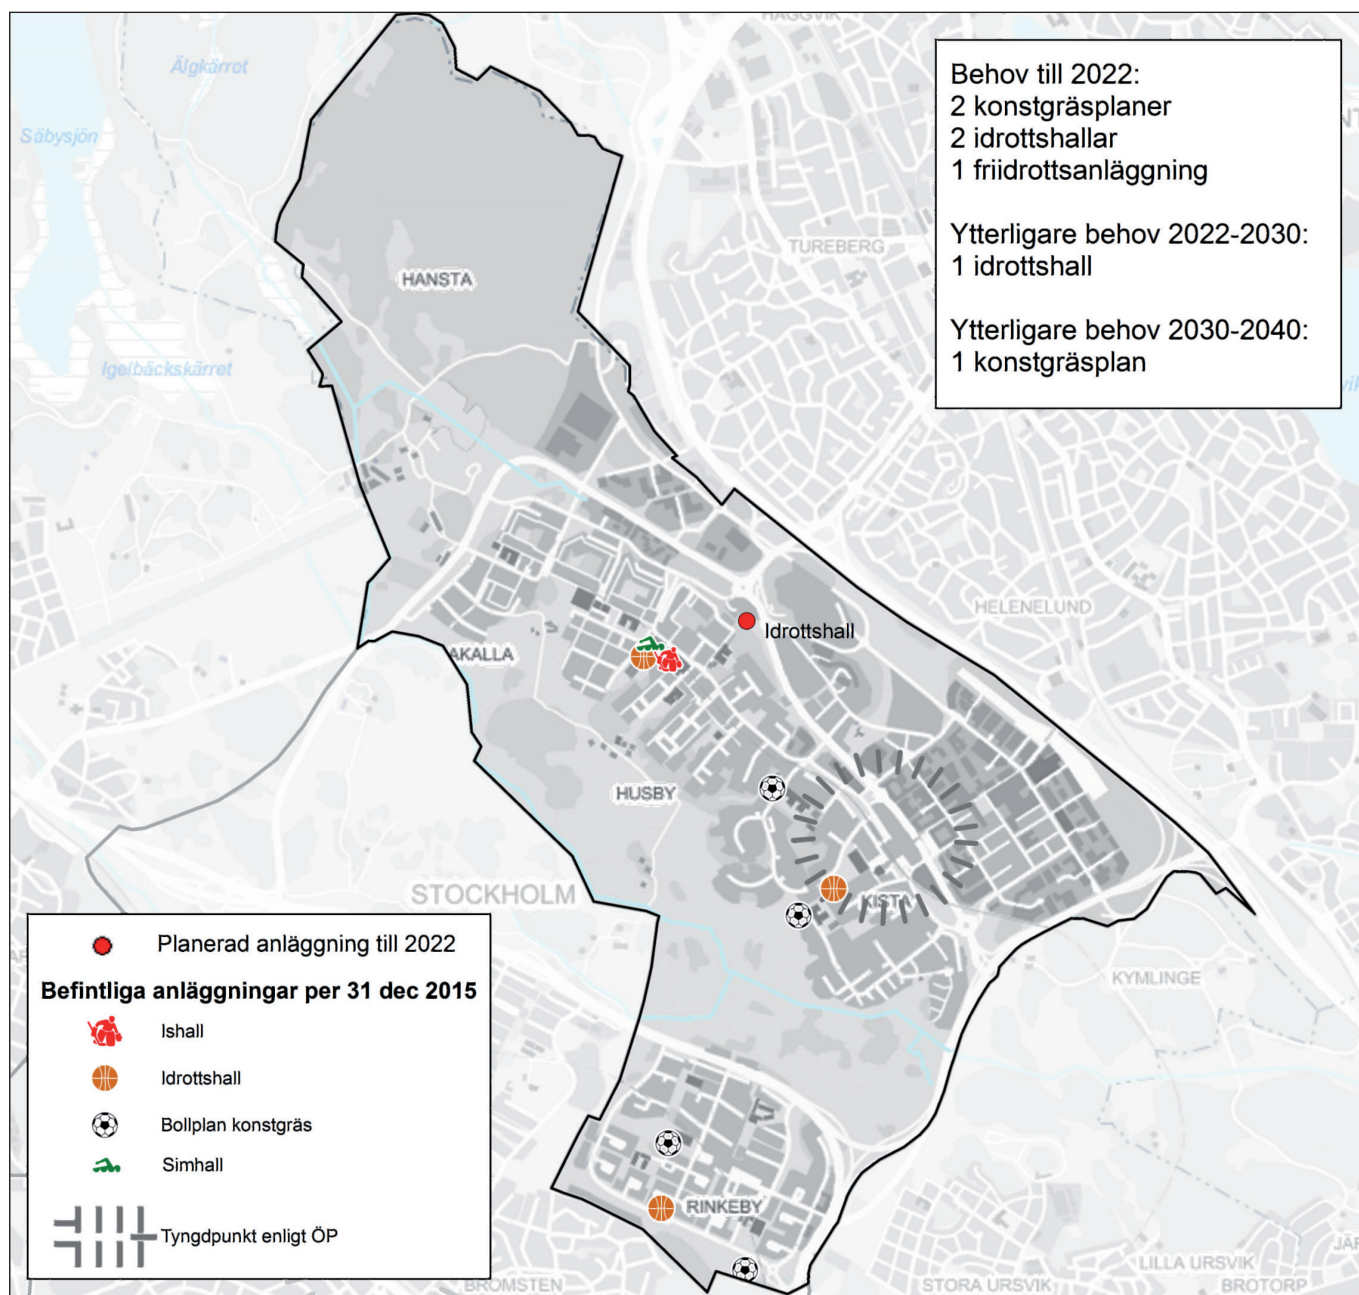 HÄGGVIK
Älgkärret
Säbysjön
Behov till 2022:
2 konstgräsplaner
2 idrottshallar
1 friidrottsanläggning
Ytterligare behov 2022-2030:
1 idrottshall
Ytterligare behov 2030-2040:
1 konstgräsplan
TUREBERG
HANSTA
Igelbäckskärret
HELENELUND
Idrottshall
AKALLA
HUSBY
STOCKHOLM
KISTA
KYMLINGE
Planerad anläggning till 2022
Befintliga anläggningar per 31 dec 2015
Ishall
Idrottshall
Bollplan konstgräs
Simhall
Tyngdpunkt enligt ÖP
RINKEBY
BROMSTEN
STORA URSVIK
LILLA URSVIK
BROTORP